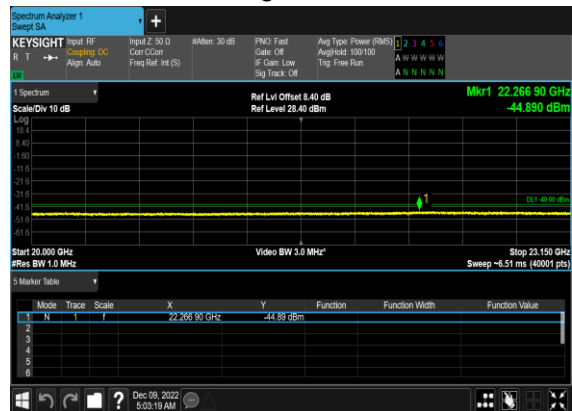 Spectrum Analyzer 1
Swept SA
KEYSIGHT Input: RF Input Z: 50 Ω #Atten: 30 dB PNO: Fast Avg Type: Power (RMS) 1 2 3 4 5 6
R T Coupling: DC Corr CCorr Gate: Off Avg|Hold: 100/100 A W W W W W
Align: Auto Freq Ref: Int (S) IF Gain: Low Trig: Free Run
LXI Sig Track: Off A N N N N N
1 Spectrum Ref Lvl Offset 8.40 dB Mkr1 22.266 90 GHz
Scale/Div 10 dB Ref Level 28.40 dBm -44.890 dBm
Log
18.4
8.40
-1.60
-11.6
-21.6
-31.6
1
DL1 -40.00 dBm
-41.6
-51.6
-61.6
Start 20.000 GHz Video BW 3.0 MHz* Stop 23.150 GHz
#Res BW 1.0 MHz Sweep ~6.51 ms (40001 pts)
5 Marker Table
Mode Trace Scale X Y Function Function Width Function Value
1 N 1 f 22.266 90 GHz -44.89 dBm
2
3
4
5
6
? Dec 09, 2022
5:03:19 AM